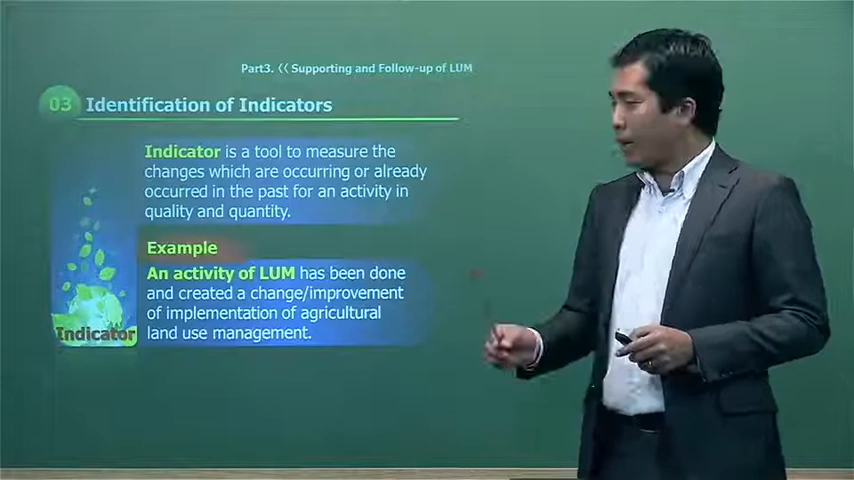 Part3. 《 Supporting and Follow-up of LUM
03 Identification of Indicators
Indicator is a tool to measure the
changes which are occurring or already
occurred in the past for an activity in
quality and quantity.
Example
An activity of LUM has been done
and created a change/improvement
of implementation of agricultural
land use management.
Indicator